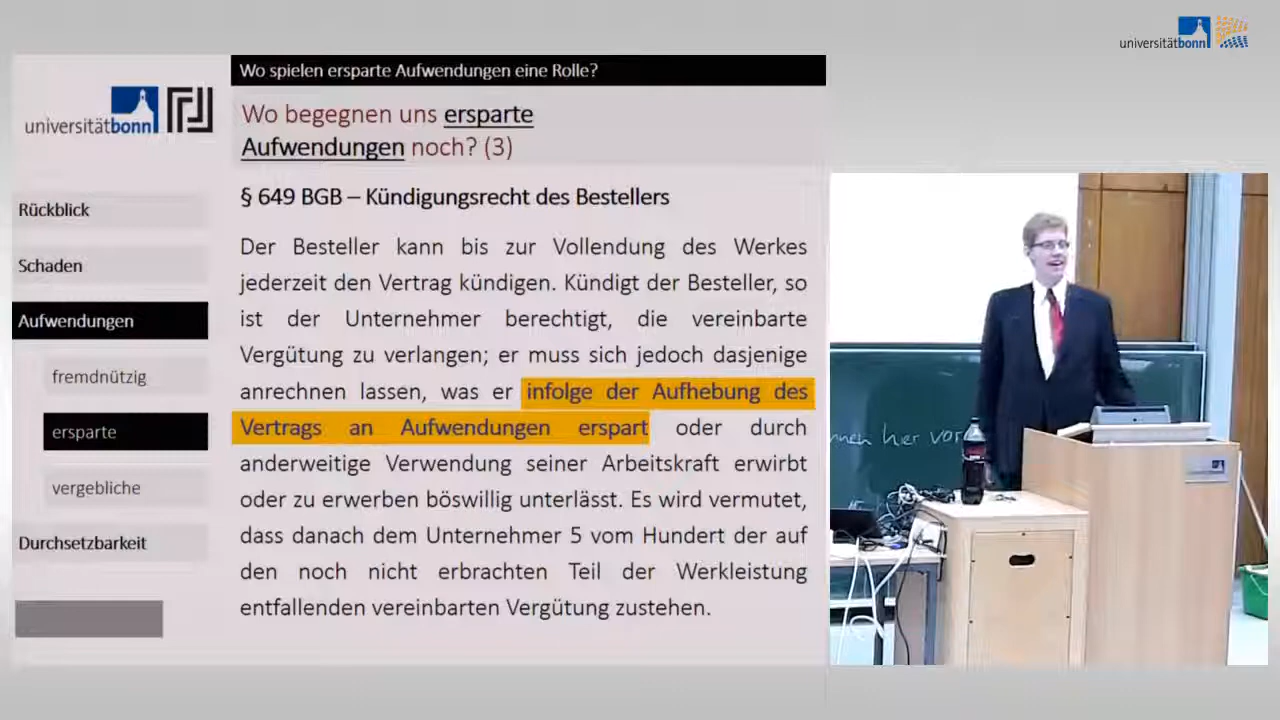 universitätbonn
Wo spielen ersparte Aufwendungen eine Rolle?
universitätbonn
Wo begegnen uns ersparte
Aufwendungen noch? (3)
Rückblick
Schaden
Aufwendungen
fremdnützig
ersparte
vergebliche
Durchsetzbarkeit
§ 649 BGB – Kündigungsrecht des Bestellers
Der Besteller kann bis zur Vollendung des Werkes
jederzeit den Vertrag kündigen. Kündigt der Besteller, so
ist der Unternehmer berechtigt, die vereinbarte
Vergütung zu verlangen; er muss sich jedoch dasjenige
anrechnen lassen, was er infolge der Aufhebung des
Vertrags an Aufwendungen erspart oder durch
anderweitige Verwendung seiner Arbeitskraft erwirbt
oder zu erwerben böswillig unterlässt. Es wird vermutet,
dass danach dem Unternehmer 5 vom Hundert der auf
den noch nicht erbrachten Teil der Werkleistung
entfallenden vereinbarten Vergütung zustehen.
hier